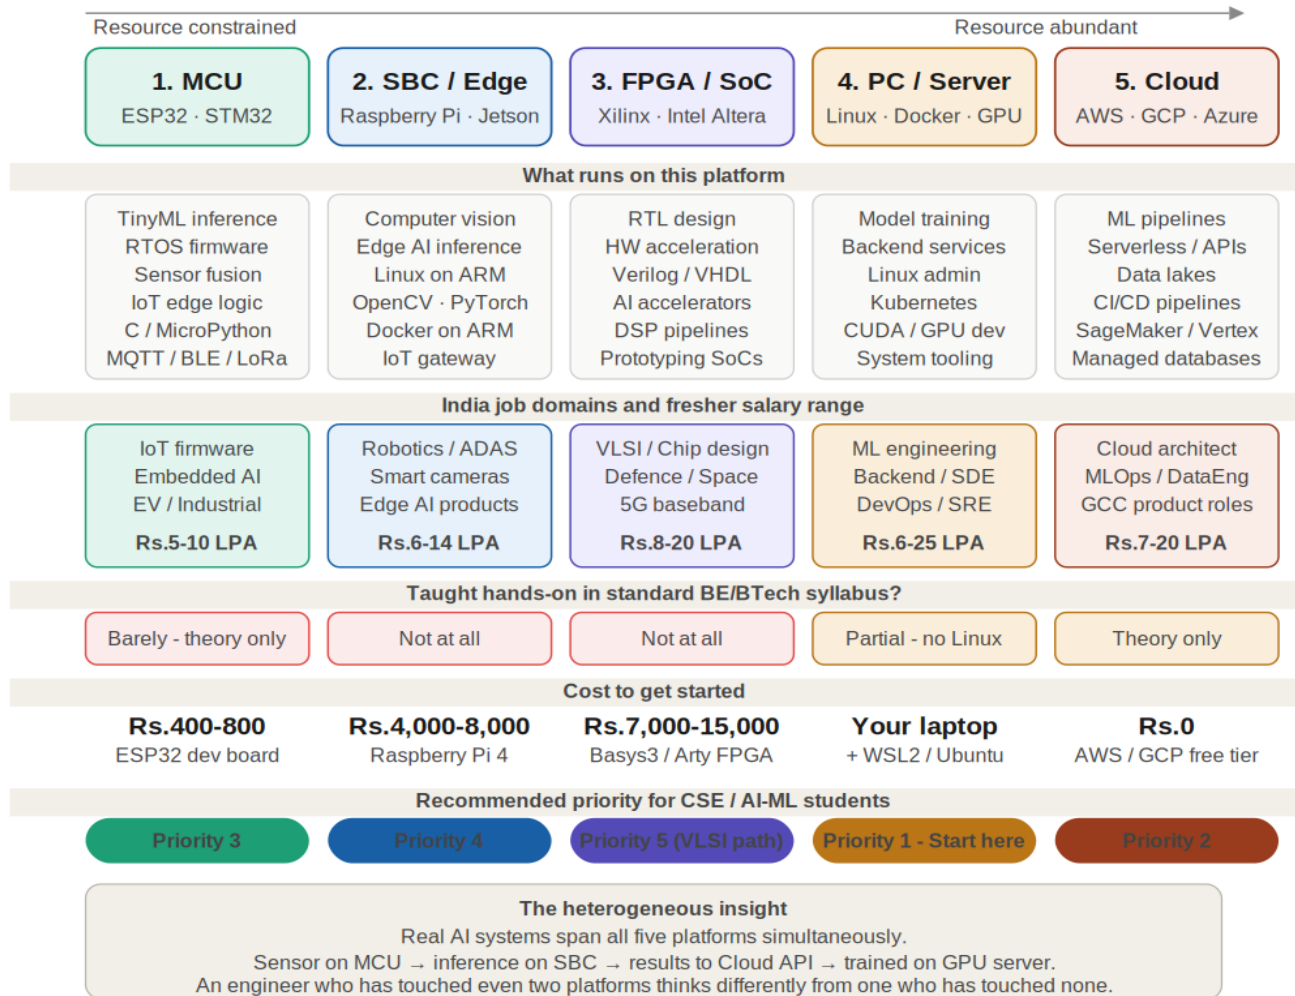 Resource constrained
Resource abundant
1. MCU
ESP32 · STM32
2. SBC / Edge
Raspberry Pi · Jetson
3. FPGA / SoC
Xilinx · Intel Altera
4. PC / Server
Linux · Docker · GPU
5. Cloud
AWS · GCP · Azure
What runs on this platform
TinyML inference
RTOS firmware
Sensor fusion
IoT edge logic
C / MicroPython
MQTT / BLE / LoRa
Computer vision
Edge AI inference
Linux on ARM
OpenCV · PyTorch
Docker on ARM
IoT gateway
RTL design
HW acceleration
Verilog / VHDL
AI accelerators
DSP pipelines
Prototyping SoCs
Model training
Backend services
Linux admin
Kubernetes
CUDA / GPU dev
System tooling
ML pipelines
Serverless / APIs
Data lakes
CI/CD pipelines
SageMaker / Vertex
Managed databases
India job domains and fresher salary range
IoT firmware
Embedded AI
EV / Industrial
Rs.5-10 LPA
Robotics / ADAS
Smart cameras
Edge AI products
Rs.6-14 LPA
VLSI / Chip design
Defence / Space
5G baseband
Rs.8-20 LPA
ML engineering
Backend / SDE
DevOps / SRE
Rs.6-25 LPA
Cloud architect
MLOps / DataEng
GCC product roles
Rs.7-20 LPA
Taught hands-on in standard BE/BTech syllabus?
Barely - theory only
Not at all
Not at all
Partial - no Linux
Theory only
Cost to get started
Rs.400-800
ESP32 dev board
Rs.4,000-8,000
Raspberry Pi 4
Rs.7,000-15,000
Basys3 / Arty FPGA
Your laptop
+ WSL2 / Ubuntu
Rs.0
AWS / GCP free tier
Recommended priority for CSE / AI-ML students
Priority 3
Priority 4
Priority 5 (VLSI path)
Priority 1 - Start here
Priority 2
The heterogeneous insight
Real AI systems span all five platforms simultaneously.
Sensor on MCU → inference on SBC → results to Cloud API → trained on GPU server.
An engineer who has touched even two platforms thinks differently from one who has touched none.